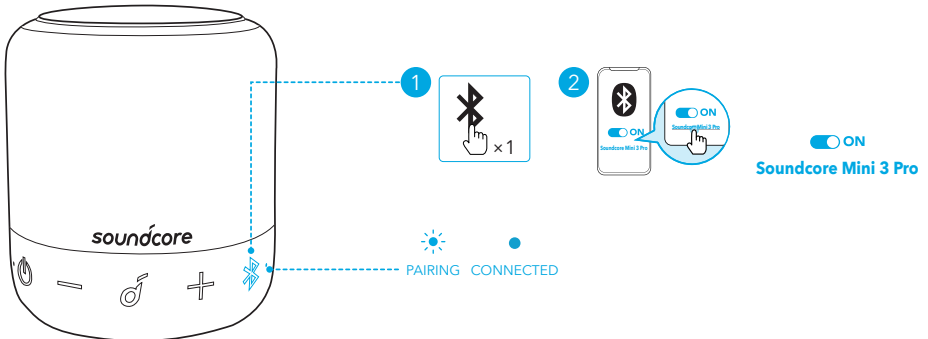 1
×1
2
ON
Soundcore Mini 3 Pro
ON
Soundcore Mini 3 Pro
ON
Soundcore Mini 3 Pro
soundcore
PAIRING CONNECTED